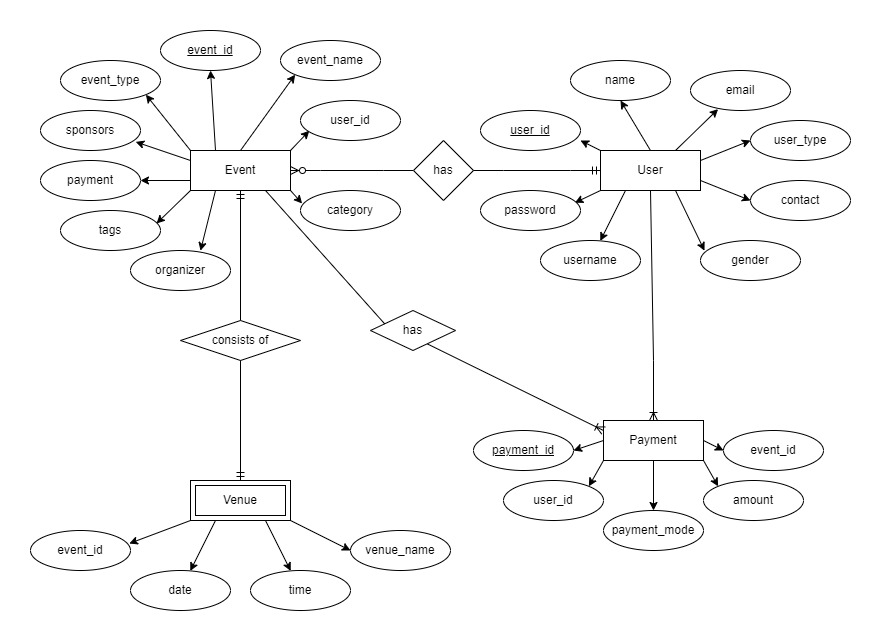 event_id
event_name
event_type
name
email
user_id
sponsors
user_id
user_type
Event
has
User
payment
category
password
contact
tags
organizer
username
gender
consists of
has
Payment
payment_id
event_id
Venue
user_id
amount
payment_mode
event_id
venue_name
date
time